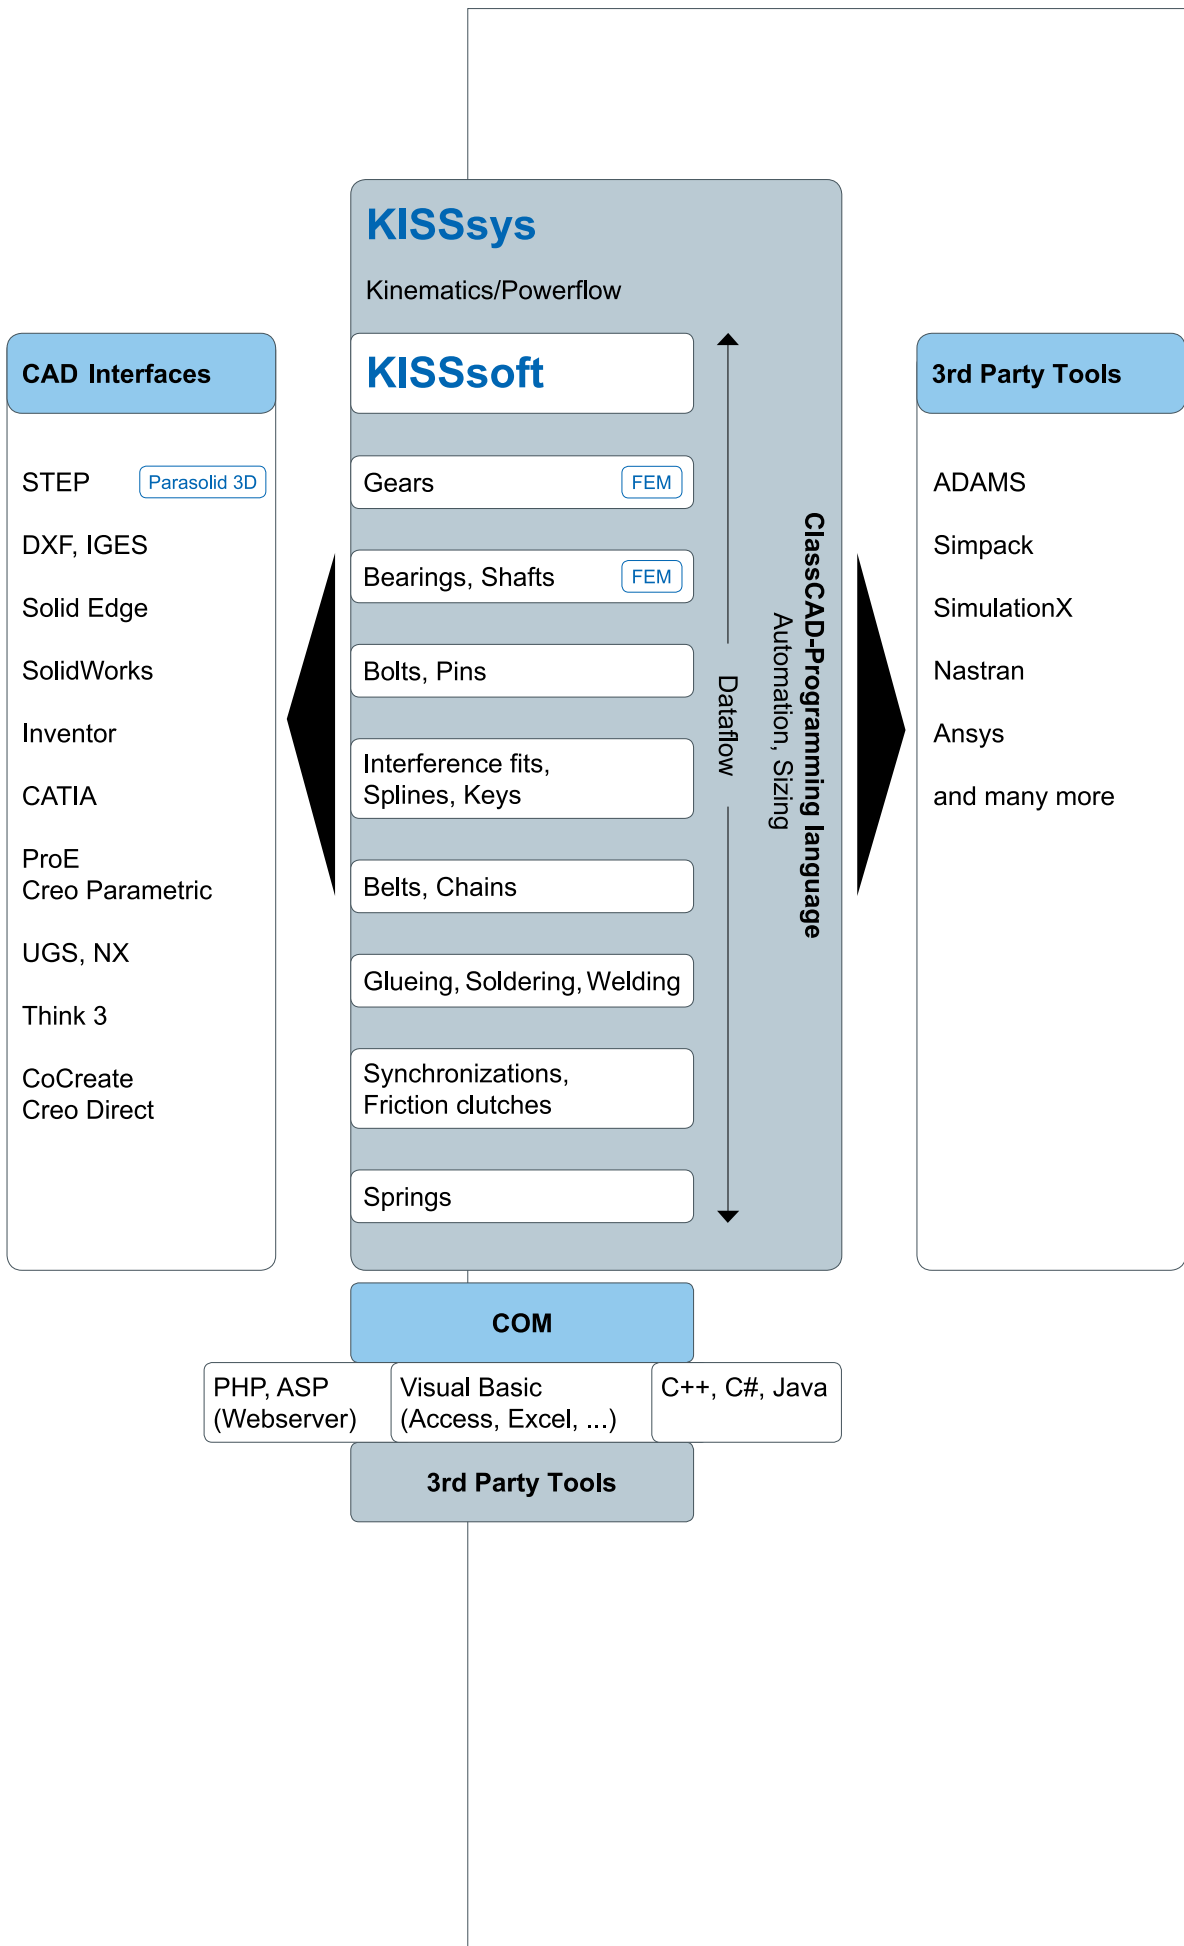 KISSsys
Kinematics/Powerflow
CAD Interfaces
STEP
Parasolid 3D
DXF, IGES
Solid Edge
SolidWorks
Inventor
CATIA
ProE
Creo Parametric
UGS, NX
Think 3
CoCreate
Creo Direct
KISSsoft
Gears
FEM
Bearings, Shafts
FEM
Bolts, Pins
Interference fits,
Splines, Keys
Belts, Chains
Glueing, Soldering, Welding
Synchronizations,
Friction clutches
Springs
Dataflow
ClassCAD-Programming language
Automation, Sizing
3rd Party Tools
ADAMS
Simpack
SimulationX
Nastran
Ansys
and many more
COM
PHP, ASP
(Webserver)
Visual Basic
(Access, Excel, ...)
C++, C#, Java
3rd Party Tools